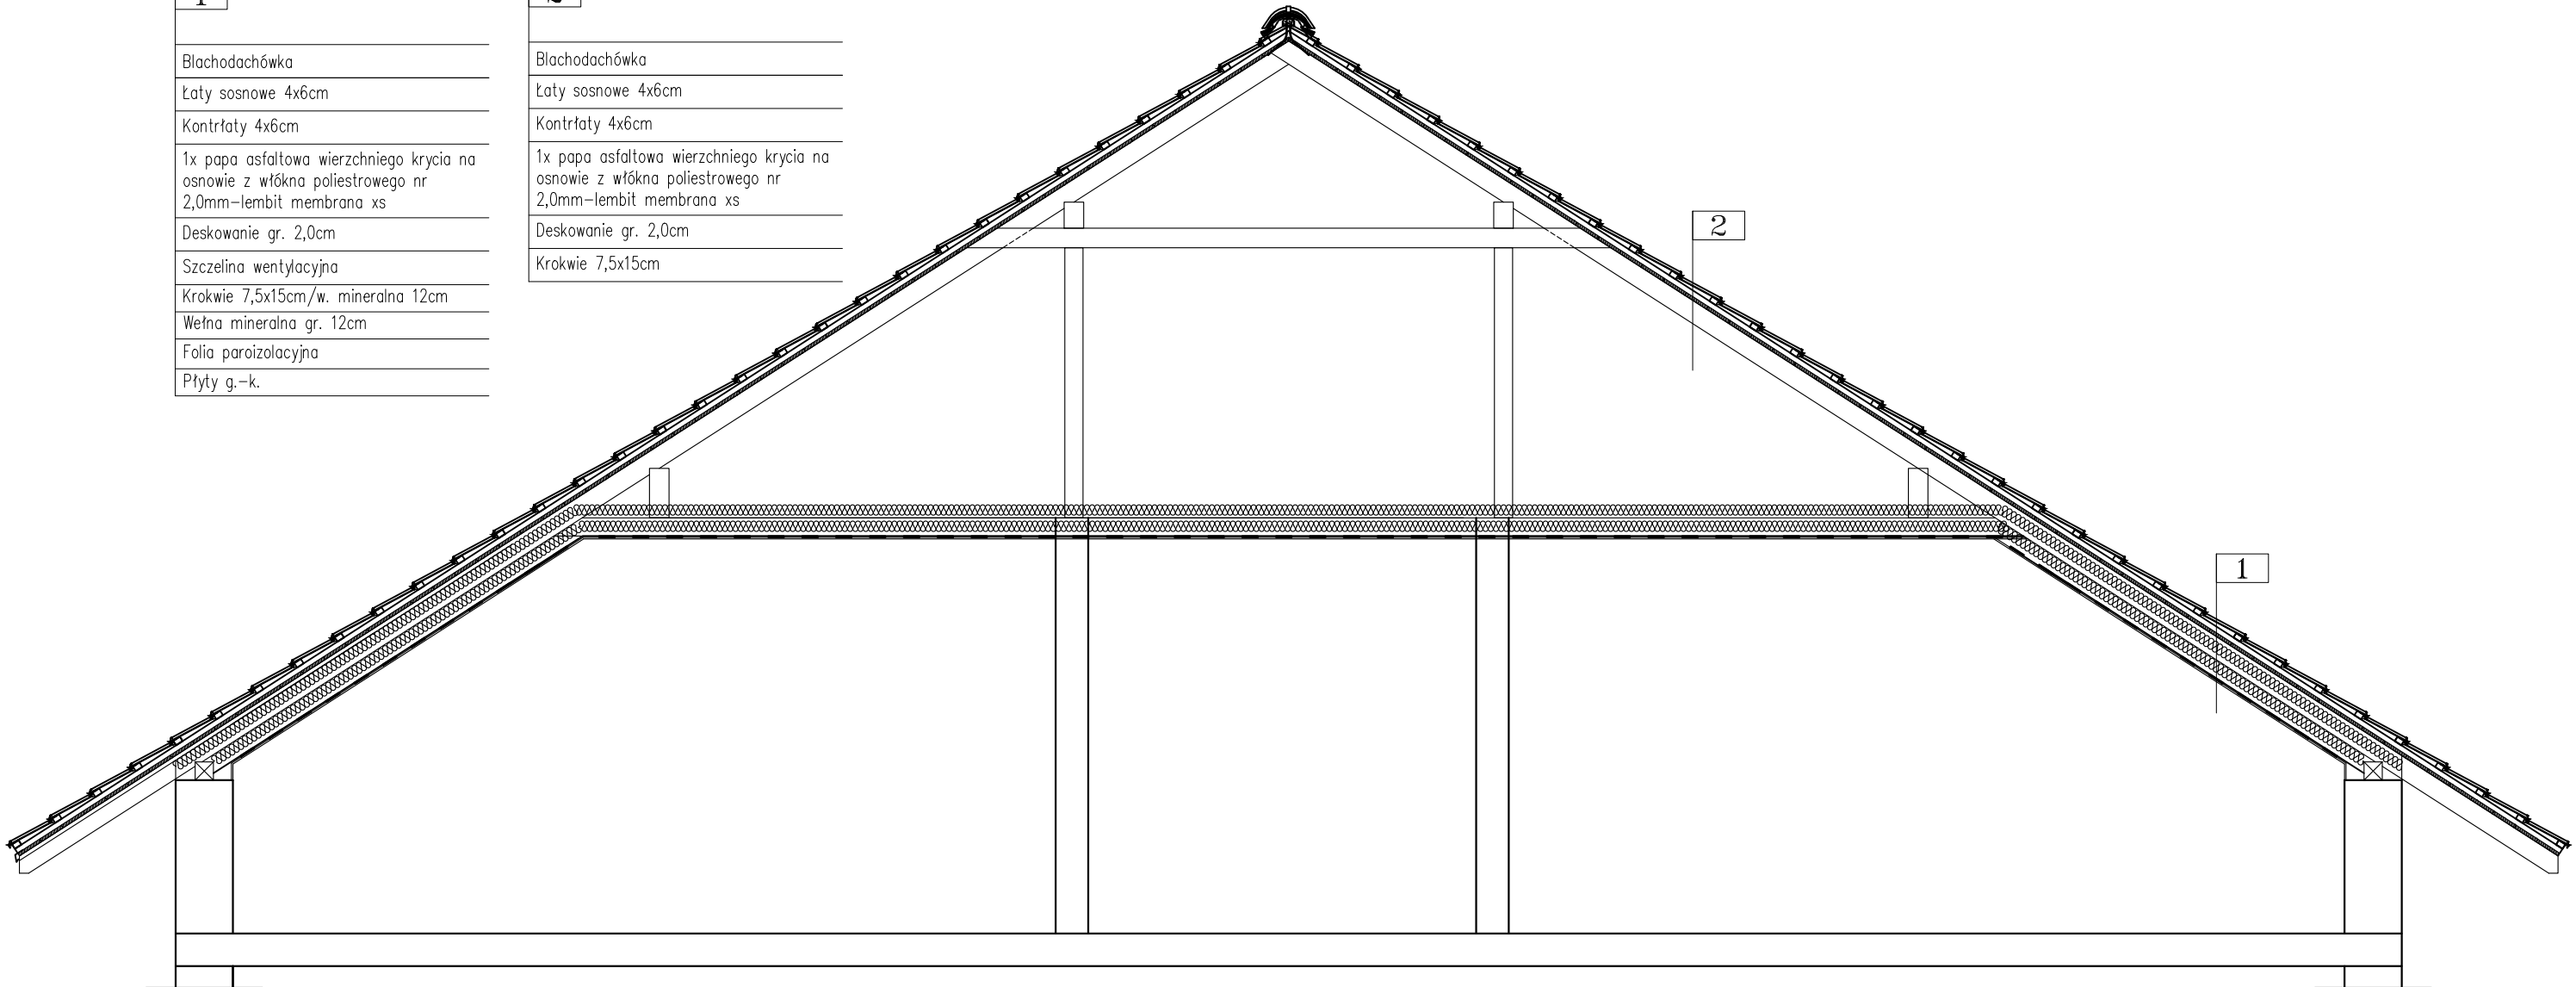 1
Blachodachówka
Łaty sosnowe 4x6cm
Kontrłaty 4x6cm
1x papa asfaltowa wierzchniego krycia na
osnowie z włókna poliestrowego nr
2,0mm-lembit membrana xs
Deskowanie gr. 2,0cm
Szczelina wentylacyjna
Krokwie 7,5x15cm/w. mineralna 12cm
Wełna mineralna gr. 12cm
Folia paroizolacyjna
Płyty g.-k.
2
Blachodachówka
Łaty sosnowe 4x6cm
Kontrłaty 4x6cm
1x papa asfaltowa wierzchniego krycia na
osnowie z włókna poliestrowego nr
2,0mm-lembit membrana xs
Deskowanie gr. 2,0cm
Krokwie 7,5x15cm
2
1